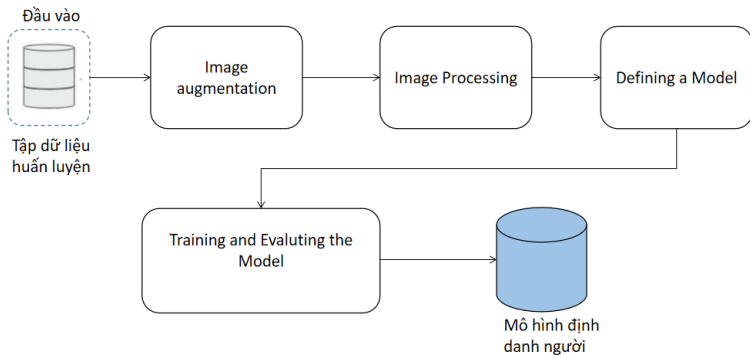 Đầu vào
Tập dữ liệu
huấn luyện
Image
augmentation
Image Processing
Defining a Model
Training and Evaluting the
Model
Mô hình định
danh người